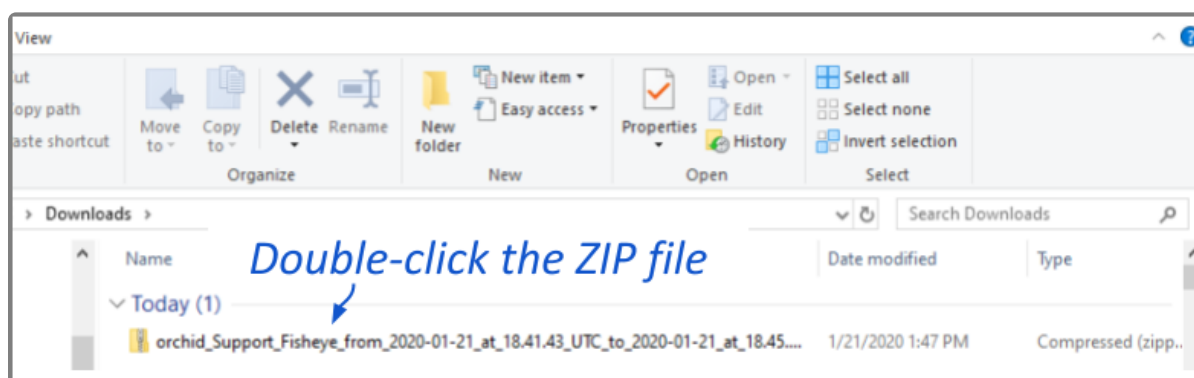 View
ut
opy path
aste shortcut
Move to
Copy to
Delete
Rename
Organize
New folder
New item
Easy access
New
Properties
Open
Edit
History
Open
Select all
Select none
Invert selection
Select
› Downloads ›
Search Downloads
Name
Double-click the ZIP file
Date modified
Type
Today (1)
orchid_Support_Fisheye_from_2020-01-21_at_18.41.43_UTC_to_2020-01-21_at_18.45....
1/21/2020 1:47 PM
Compressed (zipp...